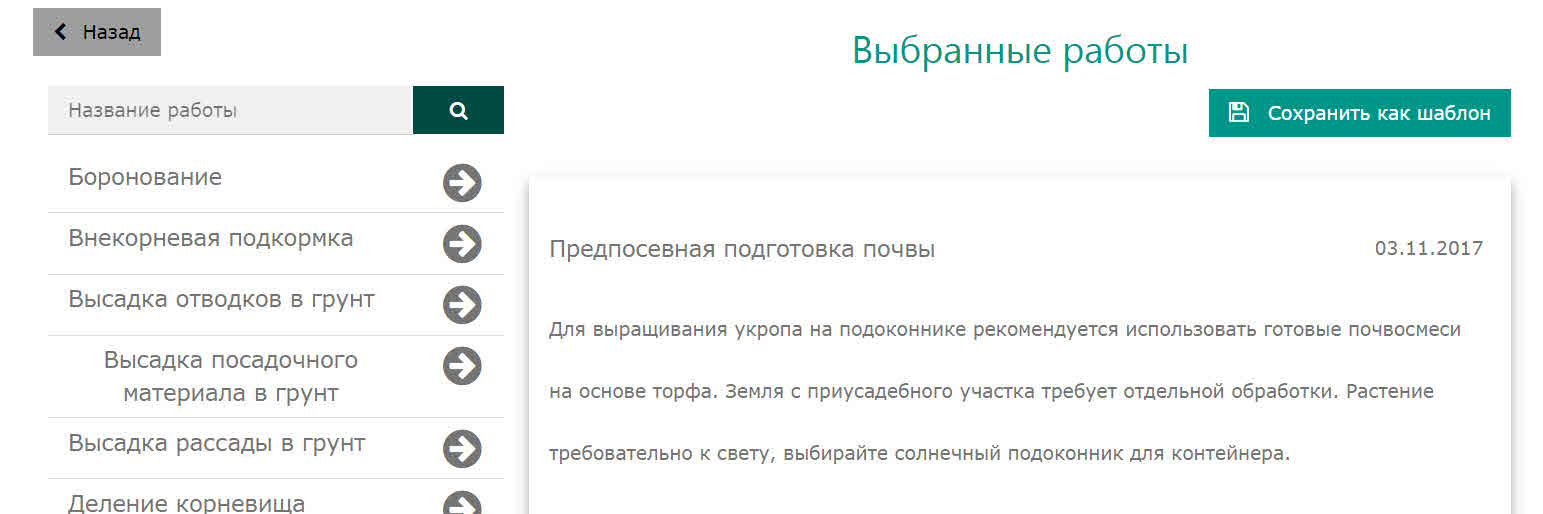 Назад
Выбранные работы
Название работы
Сохранить как шаблон
Боронование
Внекорневая подкормка
Высадка отводков в грунт
Высадка посадочного
материала в грунт
Высадка рассады в грунт
Деление корневища
Предпосевная подготовка почвы 03.11.2017
Для выращивания укропа на подоконнике рекомендуется использовать готовые почвосмеси
на основе торфа. Земля с приусадебного участка требует отдельной обработки. Растение
требовательно к свету, выбирайте солнечный подоконник для контейнера.